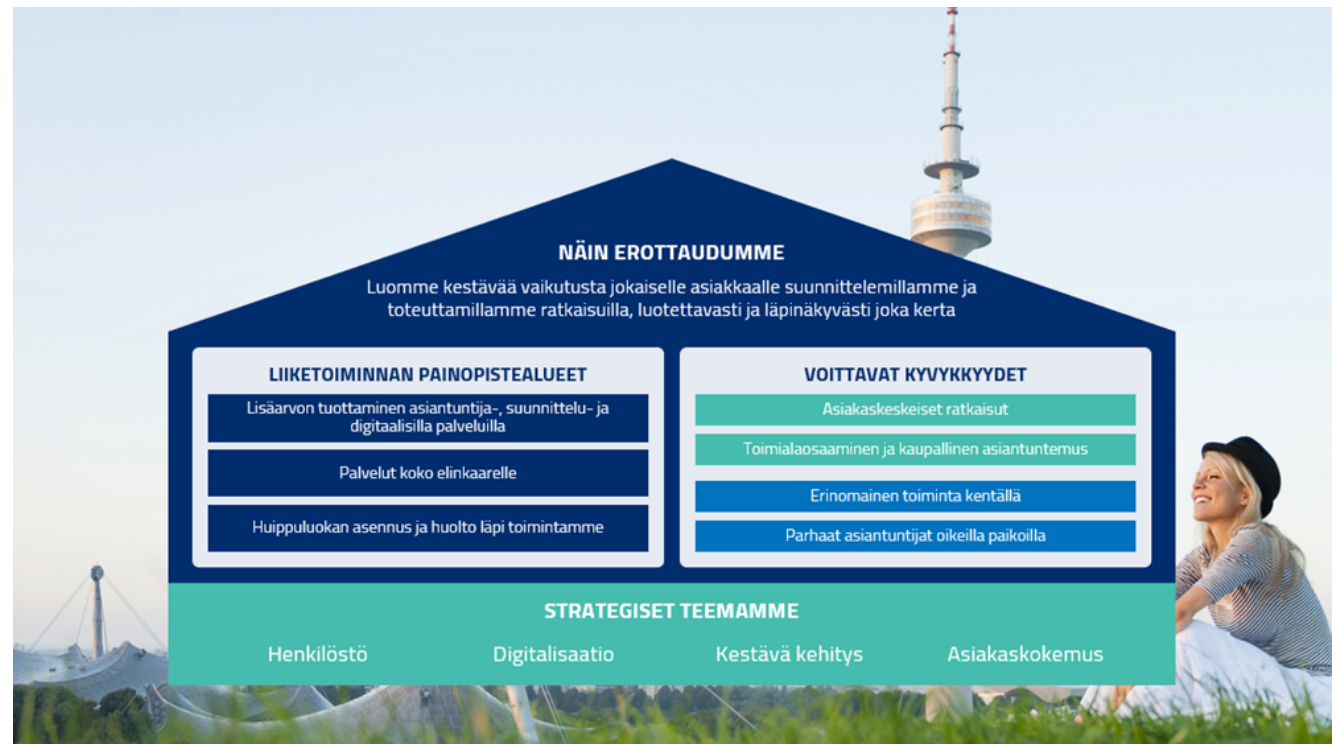 NÄIN EROTTAUDUMME
Luomme kestävää vaikutusta jokaiselle asiakkaalle suunnittelemillamme ja
toteuttamillamme ratkaisuilla, luotettavasti ja läpinäkyvästi joka kerta
LIIKETOIMINNAN PAINOPISTEALUEET
Lisäarvon tuottaminen asiantuntija-, suunnittelu- ja
digitaalisilla palveluilla
Palvelut koko elinkaarelle
Huippuluokan asennus ja huolto läpi toimintamme
VOITTAVAT KYVYKKYYDET
Asiakaskeskeiset ratkaisut
Toimialaosaaminen ja kaupallinen asiantuntemus
Erinomainen toiminta kentällä
Parhaat asiantuntijat oikeilla paikoilla
STRATEGISET TEEMAMME
Henkilöstö Digitalisaatio Kestävä kehitys Asiakaskokemus